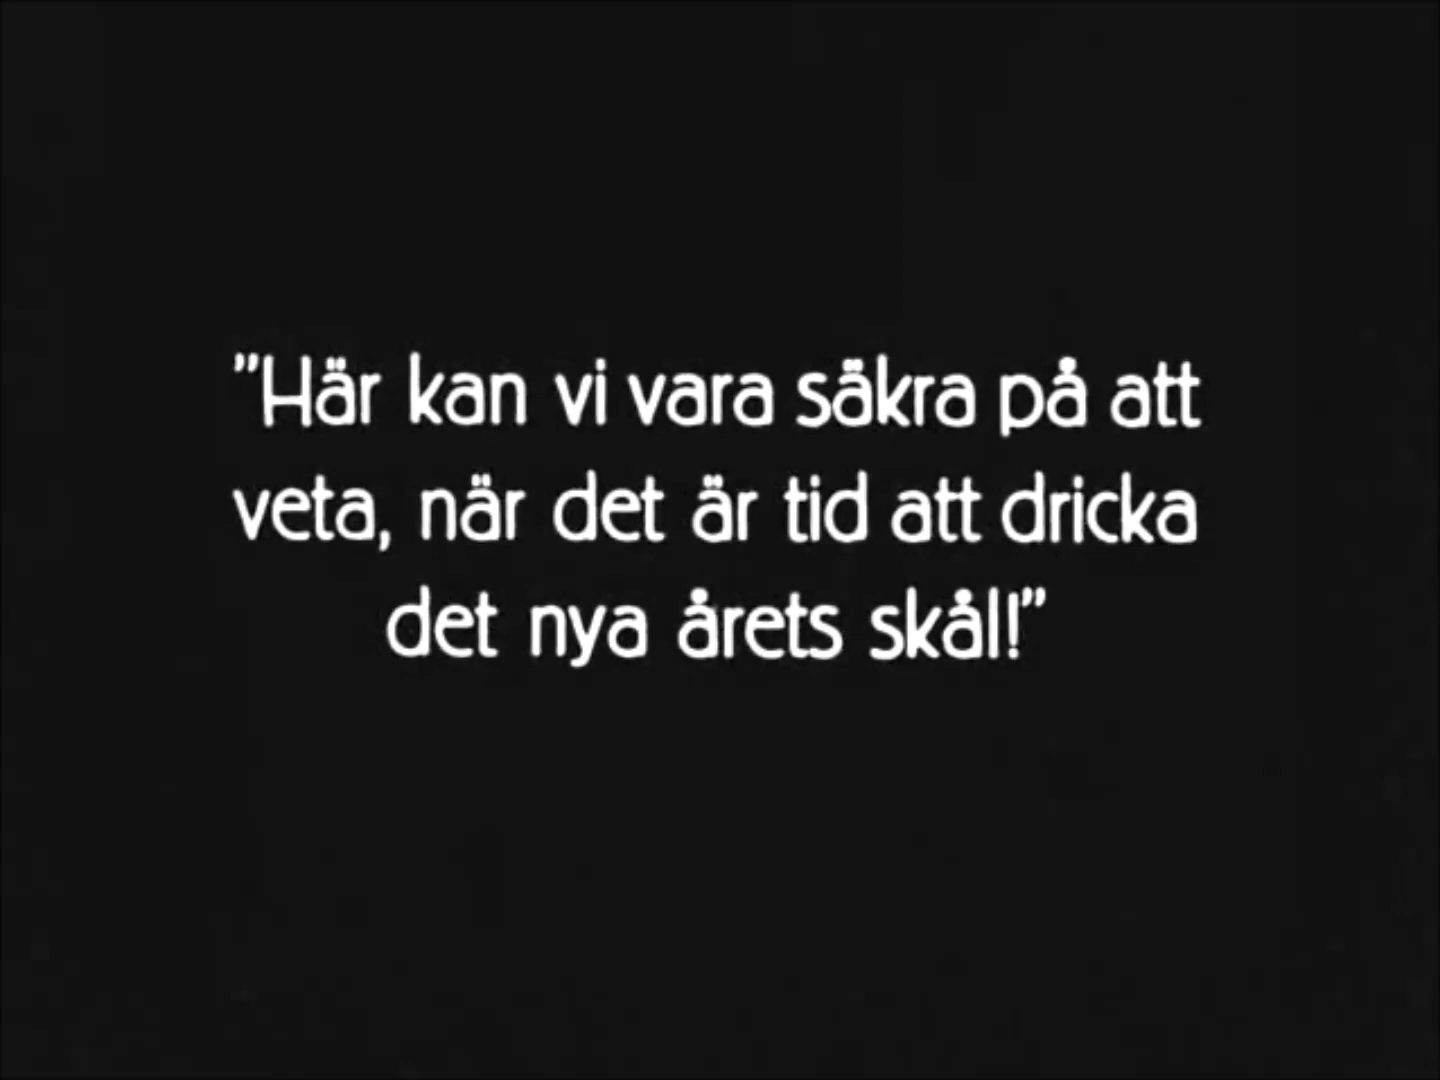 ”Här kan vi vara säkra på att
veta, när det är tid att dricka
det nya årets skål!”